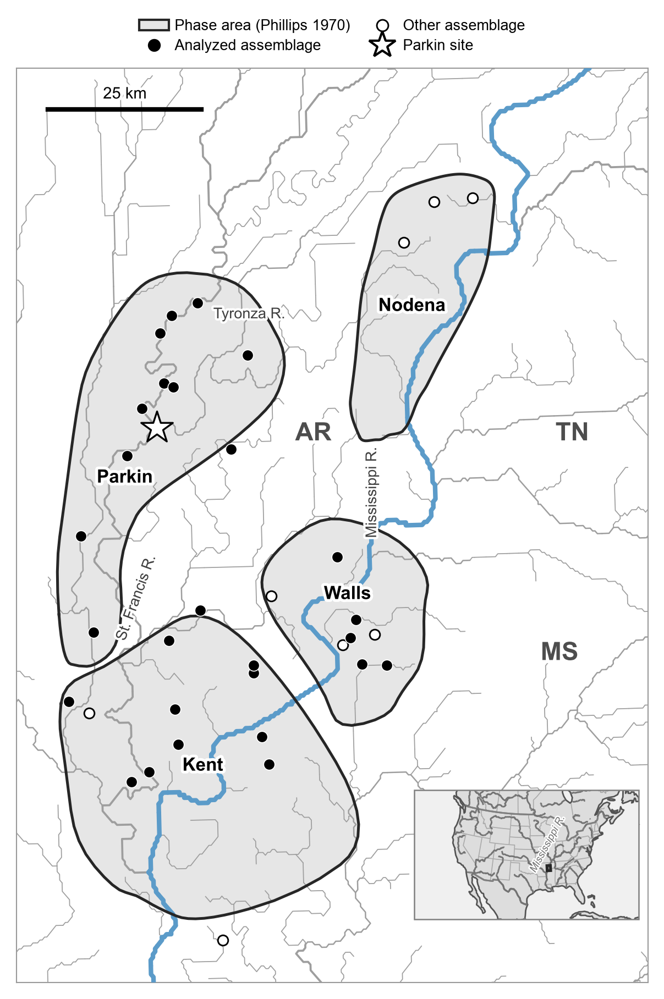 Phase area (Phillips 1970)
Other assemblage
Analyzed assemblage
Parkin site
25 km
Nodena
Tyronza R.
AR
TN
Parkin
Mississippi R.
St. Francis R.
Walls
MS
Kent
Mississippi R.